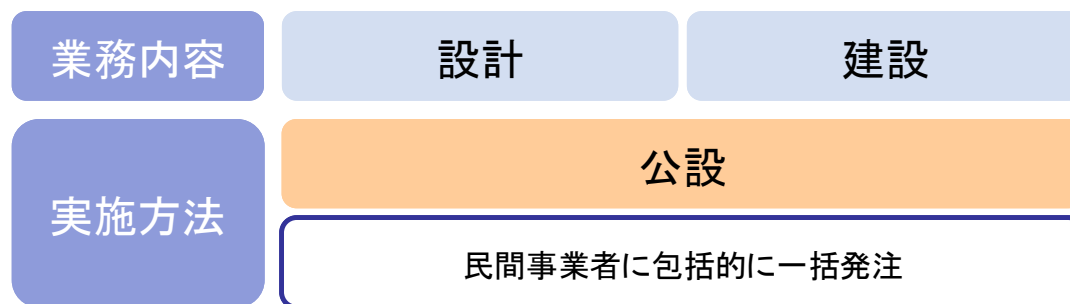 業務内容
設計
建設
実施方法
公設
民間事業者に包括的に一括発注